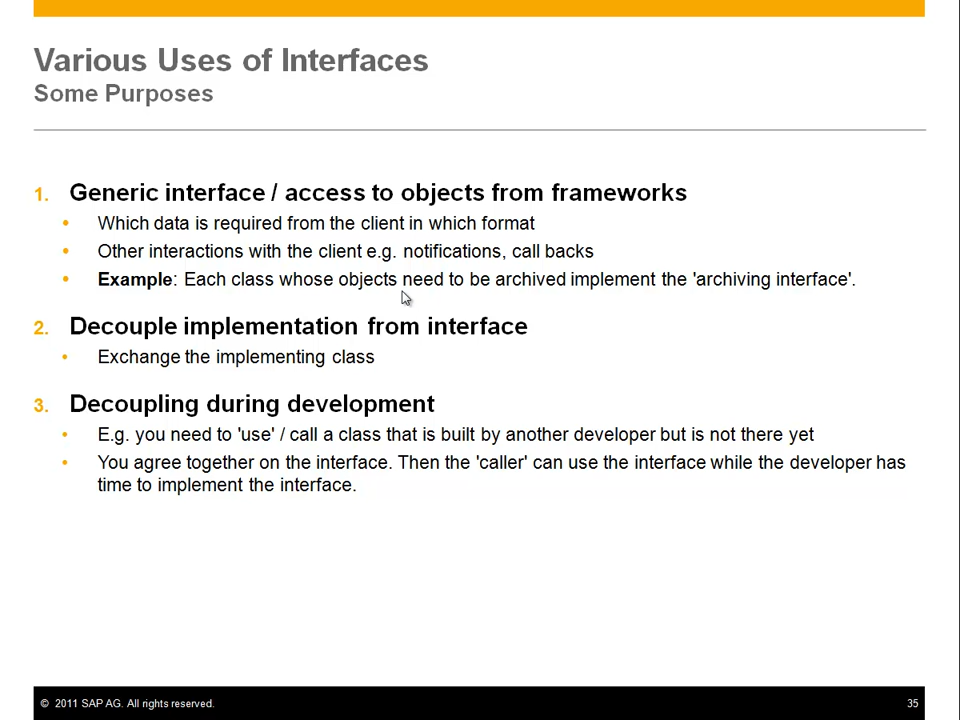 Various Uses of Interfaces
Some Purposes
1. Generic interface / access to objects from frameworks
• Which data is required from the client in which format
• Other interactions with the client e.g. notifications, call backs
• Example: Each class whose objects need to be archived implement the 'archiving interface'.
2. Decouple implementation from interface
• Exchange the implementing class
3. Decoupling during development
• E.g. you need to 'use' / call a class that is built by another developer but is not there yet
• You agree together on the interface. Then the 'caller' can use the interface while the developer has
time to implement the interface.
© 2011 SAP AG. All rights reserved. 35